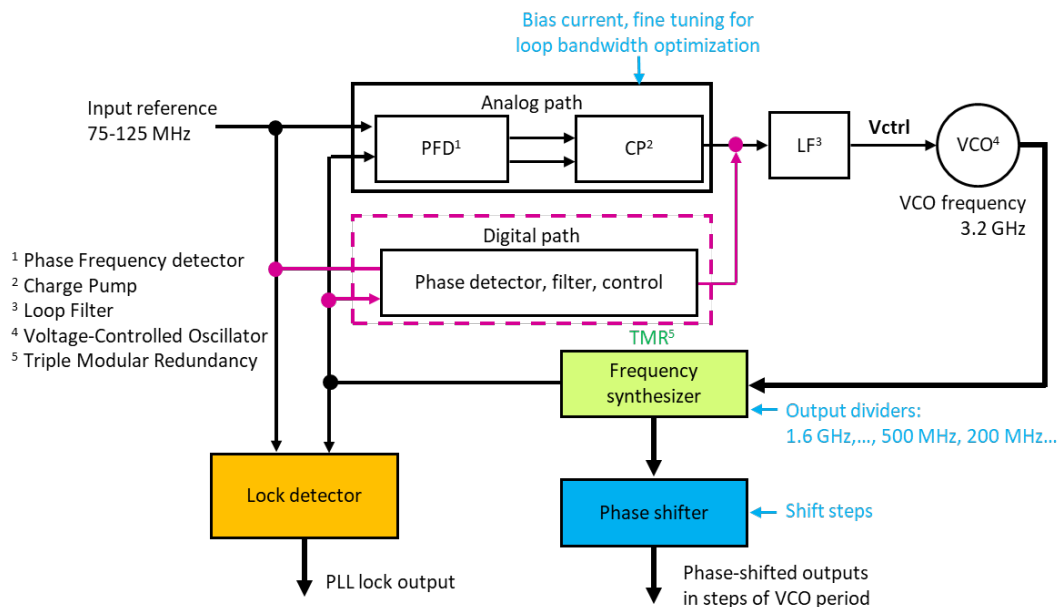 Bias current, fine tuning for
loop bandwidth optimization
Input reference
75-125 MHz
Analog path
PFD¹
CP²
LF³
Vctrl
VCO⁴
VCO frequency
3.2 GHz
Digital path
Phase detector, filter, control
¹ Phase Frequency detector
² Charge Pump
³ Loop Filter
⁴ Voltage-Controlled Oscillator
⁵ Triple Modular Redundancy
TMR⁵
Frequency
synthesizer
Output dividers:
1.6 GHz,..., 500 MHz, 200 MHz...
Lock detector
Phase shifter
Shift steps
PLL lock output
Phase-shifted outputs
in steps of VCO period